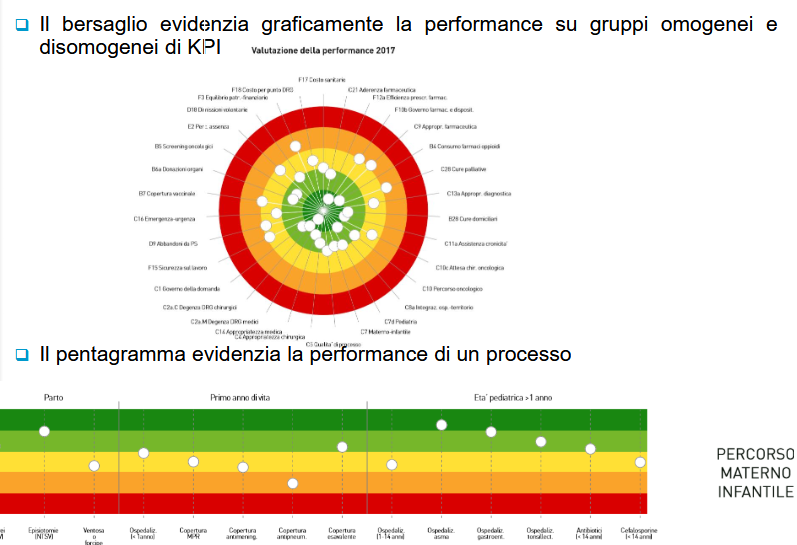 Il bersaglio evidenzia graficamente la performance su gruppi omogenei e
disomogenei di KPI
Valutazione della performance 2017
F17 Costo sanitario
F18 Costo per punto DRG
C21 Aderenza farmaceutica
F3 Equilibrio patr.-finanziario
F12a Efficienza prescr. farmac.
D18 Dimissioni volontarie
F10b Governo farmac. e disposit.
E2 Per c. assenza
C9 Appropr. farmaceutica
B5 Screening oncologici
B4 Consumo farmaci oppioidi
B6a Donazioni organi
C28 Cure palliative
B7 Copertura vaccinale
C13a Appropr. diagnostica
C16 Emergenza-urgenza
B28 Cure domiciliari
D9 Abbandoni da PS
C11a Assistenza cronicita'
F15 Sicurezza sul lavoro
C10c Attesa chir. oncologica
C1 Governo della domanda
C10 Percorso oncologico
C2a.C Degenza DRG chirurgici
C8a Integraz. osp.-territorio
C2a.M Degenza DRG medici
C7d Pediatria
C14 Appropriatezza medica
C7 Materno-infantile
C4 Appropriatezza chirurgica
C5 Qualita' di processo
Il pentagramma evidenzia la performance di un processo
Parto
Primo anno di vita
Eta' pediatrica >1 anno
PERCORSO
MATERNO
INFANTILE
Episiotomie
(NTSV)
Ventosa
o
forcipe
Ospedaliz.
(< 1 anno)
Copertura
MPR
Copertura
antimening.
Copertura
antipneum.
Copertura
esavalente
Ospedaliz.
(1-14 anni)
Ospedaliz.
asma
Ospedaliz.
gastroent.
Ospedaliz.
tonsillect.
Antibiotici
(< 14 anni)
Cefalosporine
(< 14 anni)